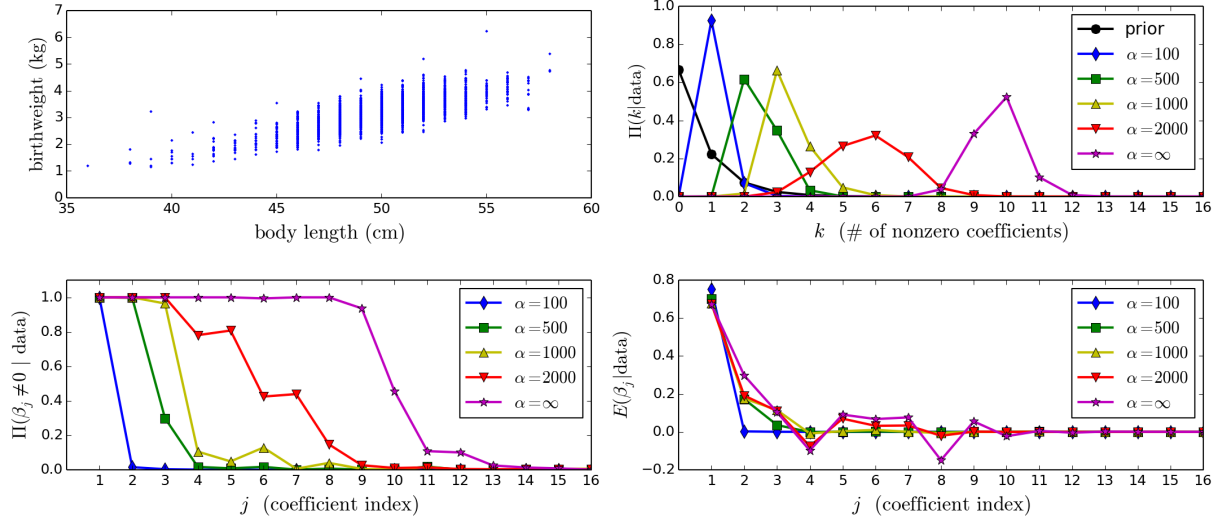 7
6
5
4
3
2
1
0
birthweight (kg)
35 40 45 50 55 60
body length (cm)
1.0
0.8
0.6
0.4
0.2
0.0
Π(k|data)
prior
α=100
α=500
α=1000
α=2000
α=∞
0 1 2 3 4 5 6 7 8 9 10 11 12 13 14 15 16
k (# of nonzero coefficients)
1.0
0.8
0.6
0.4
0.2
0.0
Π(β_j ≠0 | data)
α=100
α=500
α=1000
α=2000
α=∞
1 2 3 4 5 6 7 8 9 10 11 12 13 14 15 16
j (coefficient index)
0.8
0.6
0.4
0.2
0.0
−0.2
E(β_j|data)
α=100
α=500
α=1000
α=2000
α=∞
1 2 3 4 5 6 7 8 9 10 11 12 13 14 15 16
j (coefficient index)